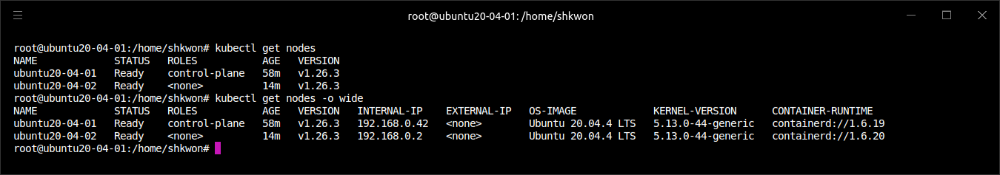 root@ubuntu20-04-01: /home/shkwon
root@ubuntu20-04-01:/home/shkwon# kubectl get nodes
NAME             STATUS   ROLES           AGE   VERSION
ubuntu20-04-01   Ready    control-plane   58m   v1.26.3
ubuntu20-04-02   Ready    <none>          14m   v1.26.3
root@ubuntu20-04-01:/home/shkwon# kubectl get nodes -o wide
NAME             STATUS   ROLES           AGE   VERSION   INTERNAL-IP    EXTERNAL-IP   OS-IMAGE             KERNEL-VERSION      CONTAINER-RUNTIME
ubuntu20-04-01   Ready    control-plane   58m   v1.26.3   192.168.0.42   <none>        Ubuntu 20.04.4 LTS   5.13.0-44-generic   containerd://1.6.19
ubuntu20-04-02   Ready    <none>          14m   v1.26.3   192.168.0.2    <none>        Ubuntu 20.04.4 LTS   5.13.0-44-generic   containerd://1.6.20
root@ubuntu20-04-01:/home/shkwon#